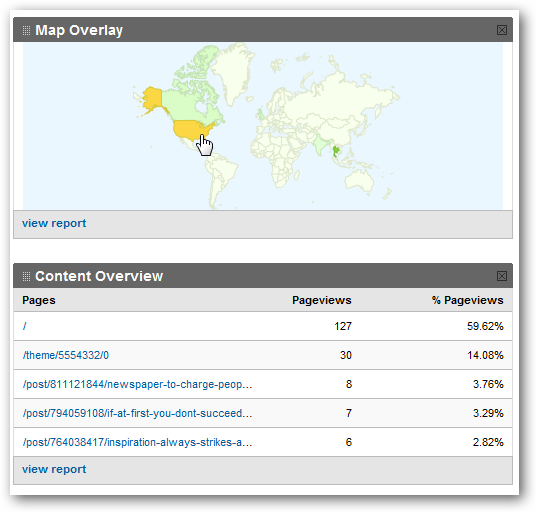 Map Overlay
view report
Content Overview
Pages Pageviews % Pageviews
/ 127 59.62%
/theme/5554332/0 30 14.08%
/post/811121844/newspaper-to-charge-peop... 8 3.76%
/post/794059108/if-at-first-you-dont-succeed... 7 3.29%
/post/764038417/inspiration-always-strikes-a... 6 2.82%
view report